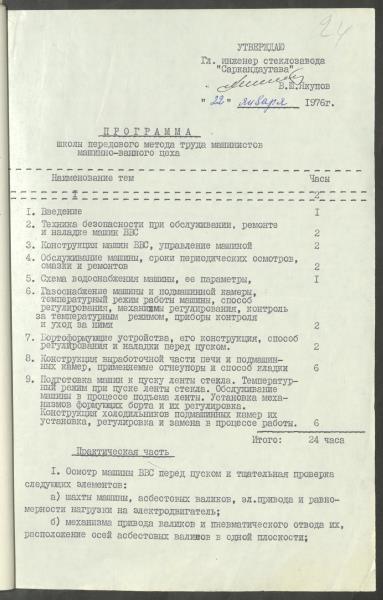 24
УТВЕРЖДАЮ
Гл. инженер стеклозавода
"Саркандаугава"
В.Ш.Якупов
"22" января 1976г.
ПРОГРАММА
школы передового метода труда машинистов
машинно-ванного цеха
Наименование тем Часы
I 2
I. Введение I
2. Техника безопасности при обслуживании, ремонте
и наладке машин ВВС 2
3. Конструкция машин ВВС, управление машиной 2
4. Обслуживание машины, сроки периодических осмотров,
смазки и ремонтов 2
5. Схема водоснабжения машины, ее параметры, I
6. Газоснабжение машины и подмашинной камеры,
температурный режим работы машины, способ
регулирования, механизмы регулирования, контроль
за температурным режимом, приборы контроля
и уход за ними 2
7. Бортоформующие устройства, его конструкция, способ
регулирования и наладки перед пуском. 2
8. Конструкция выработочной части печи и подмашин-
ных камер, применяемые огнеупоры и способ кладки 6
9. Подготовка машин к пуску ленты стекла. Температур-
ный режим при пуске ленты стекла. Обслуживание
машины в процессе подъема ленты. Установка меха-
низмов формующих борта и их регулировка.
Конструкция холодильников подмашинных камер их
установка, регулировка и замена в процессе работы. 6
Итого: 24 часа
Практическая часть
I. Осмотр машины ВВС перед пуском и тщательная проверка
следующих элементов:
а) шахты машины, асбестовых валиков, эл.привода и равно-
мерности нагрузки на электродвигатель;
б) механизма привода валиков и пневматического отвода их,
расположение осей асбестовых валиков в одной плоскости;